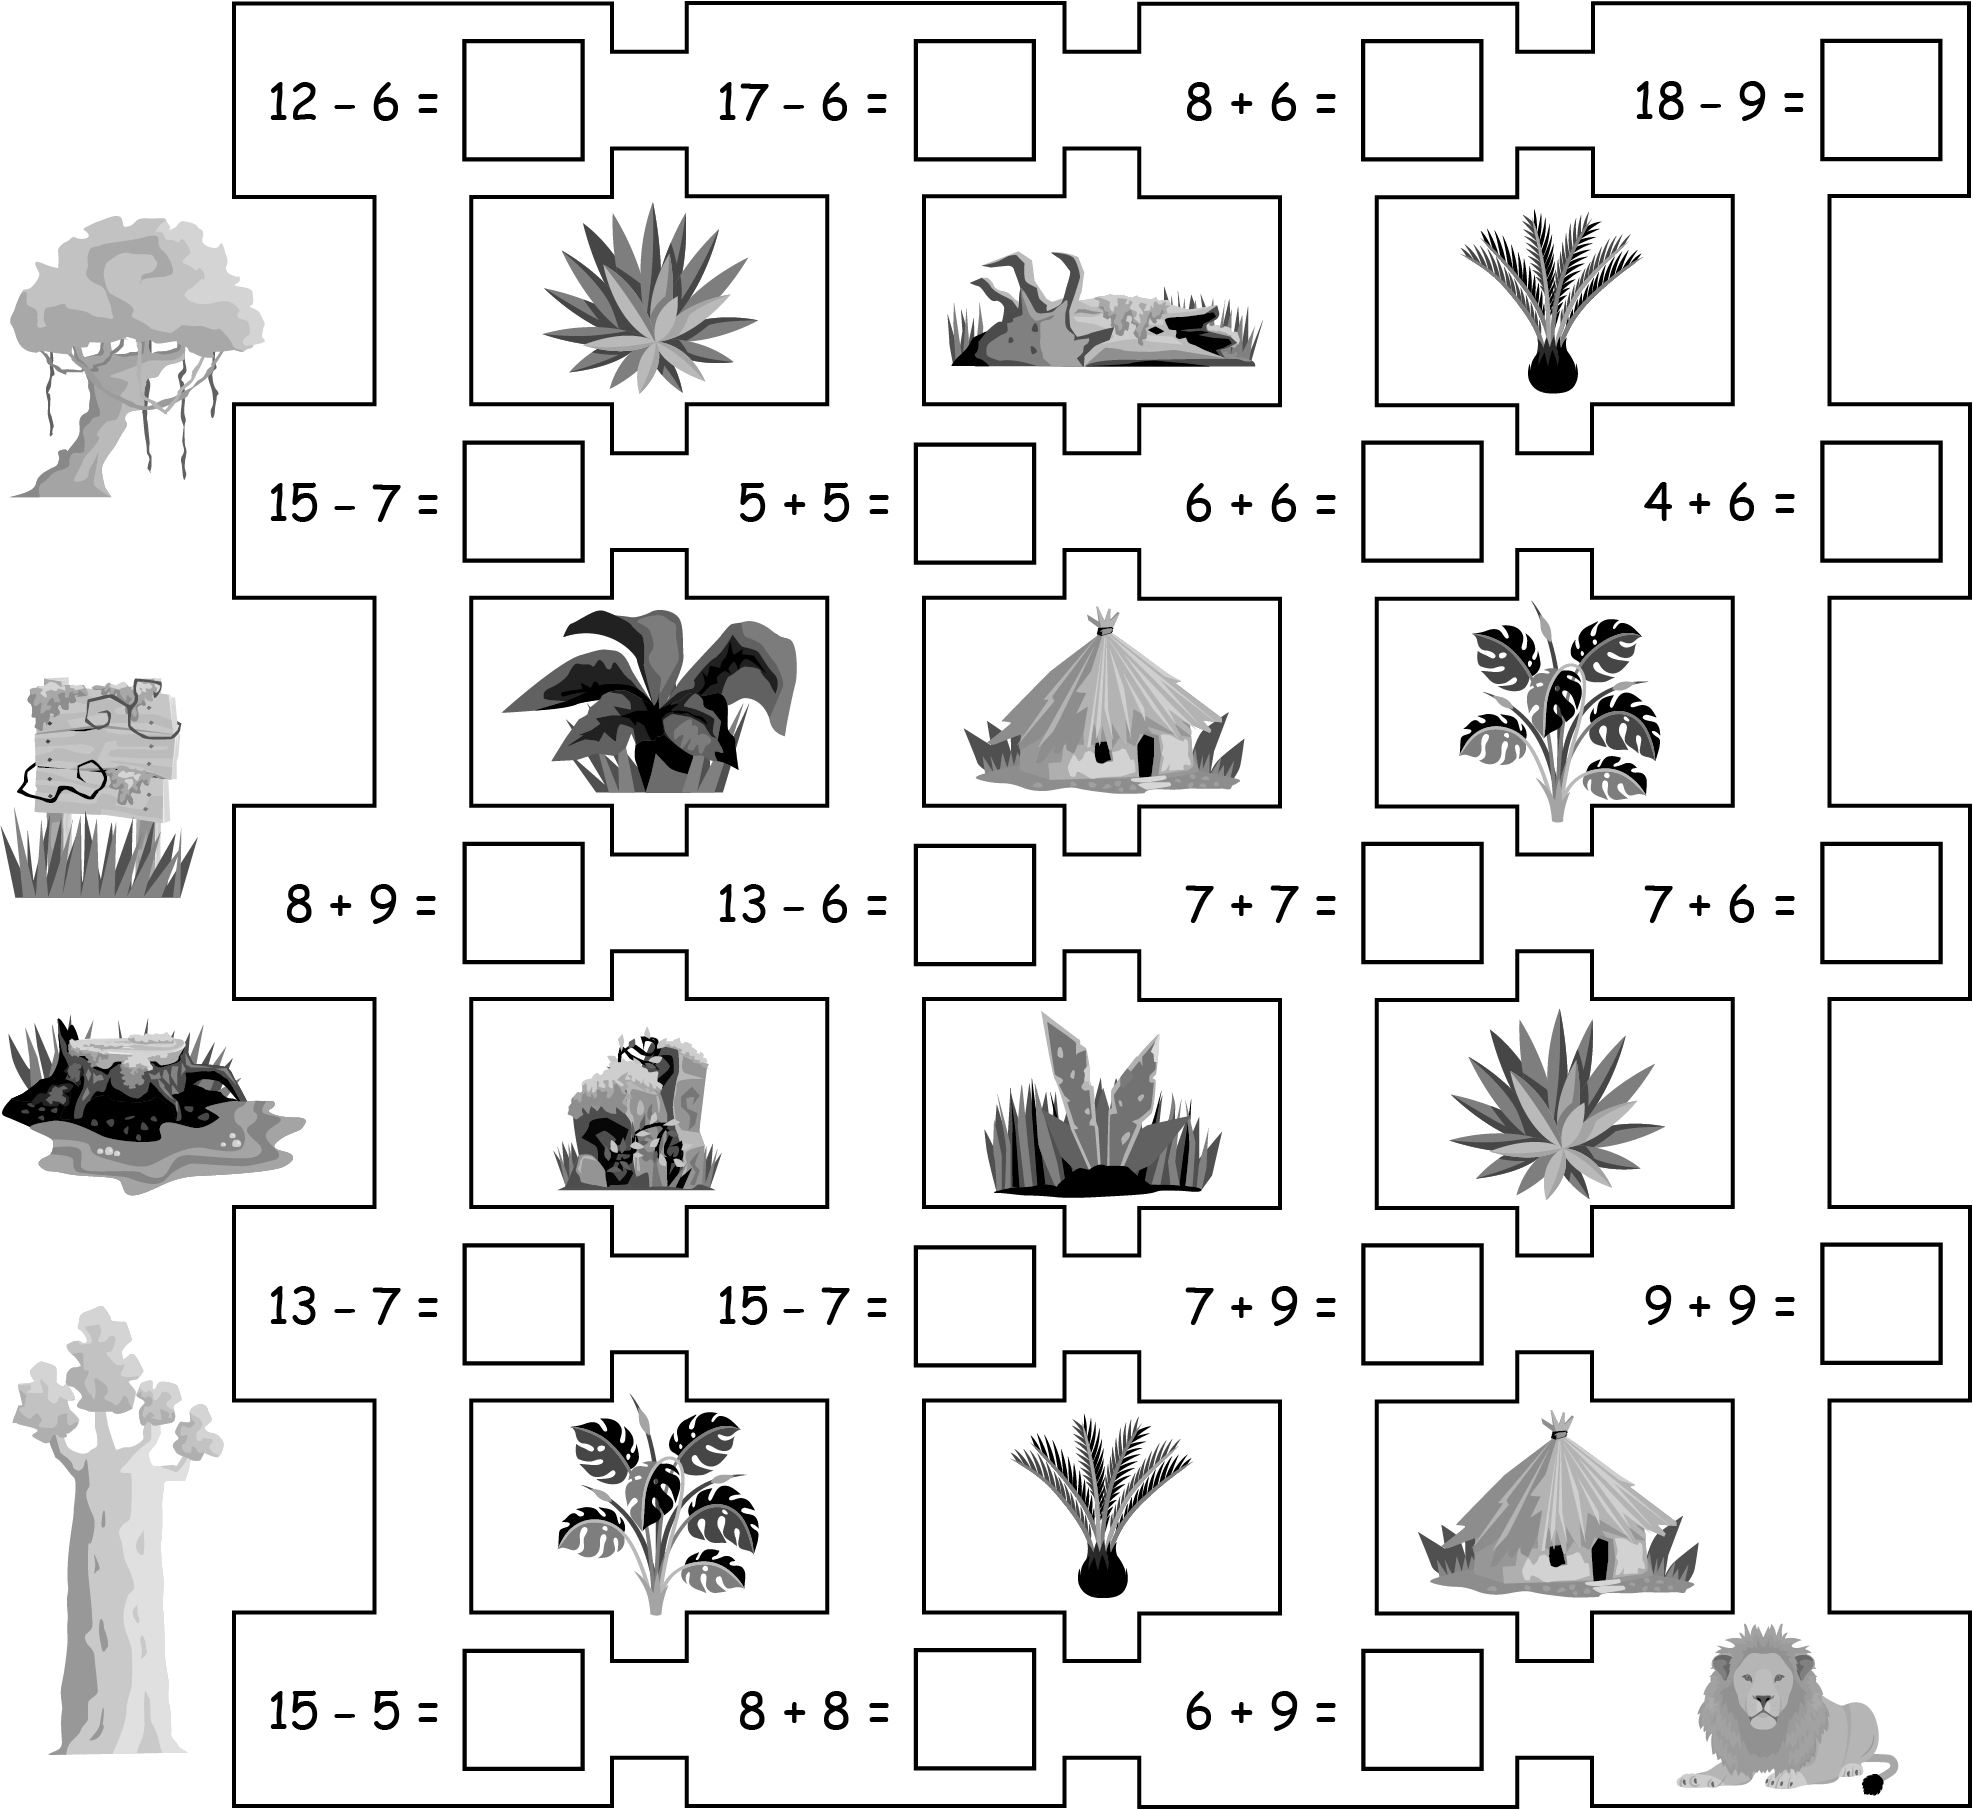 12 – 6 = 17 – 6 = 8 + 6 = 18 – 9 =
15 – 7 = 5 + 5 = 6 + 6 = 4 + 6 =
8 + 9 = 13 – 6 = 7 + 7 = 7 + 6 =
13 – 7 = 15 – 7 = 7 + 9 = 9 + 9 =
15 – 5 = 8 + 8 = 6 + 9 =